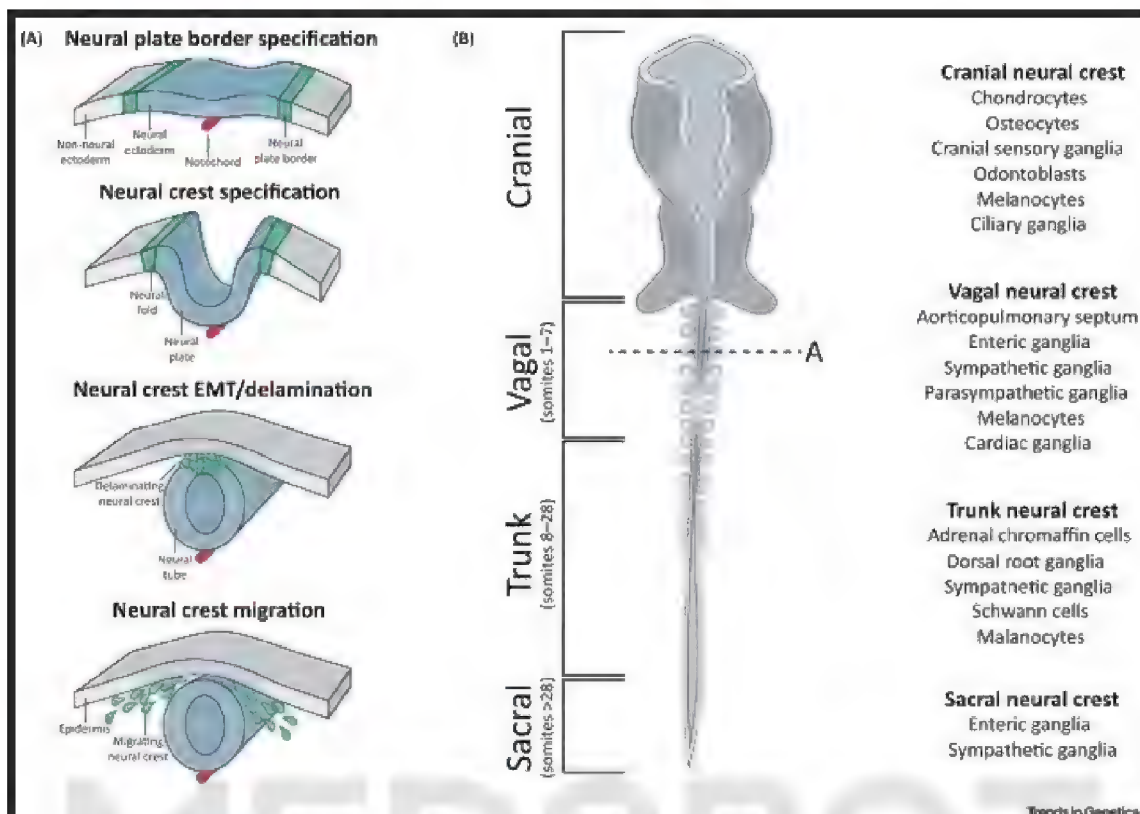 (A) Neural plate border specification
Non-neural
ectoderm
Neural
ectoderm
Notochord
Neural
plate border
Neural crest specification
Neural
fold
Neural
plate
Neural crest EMT/delamination
Delaminating
neural crest
Neural
tube
Neural crest migration
Epidermis
Migrating
neural crest
(B)
Cranial
Vagal
(somites 1–7)
Trunk
(somites 8–28)
Sacral
(somites >28)
A
Cranial neural crest
Chondrocytes
Osteocytes
Cranial sensory ganglia
Odontoblasts
Melanocytes
Ciliary ganglia
Vagal neural crest
Aorticopulmonary septum
Enteric ganglia
Sympathetic ganglia
Parasympathetic ganglia
Melanocytes
Cardiac ganglia
Trunk neural crest
Adrenal chromaffin cells
Dorsal root ganglia
Sympatnetic ganglia
Schwann cells
Malanocytes
Sacral neural crest
Enteric ganglia
Sympathetic ganglia
Trends in Genetics